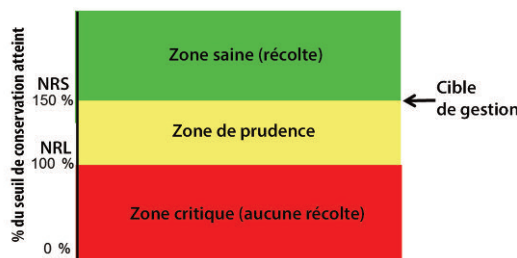 % du seuil de conservation atteint
Zone saine (récolte)
NRS
150 %
Cible
de gestion
Zone de prudence
NRL
100 %
Zone critique (aucune récolte)
0 %